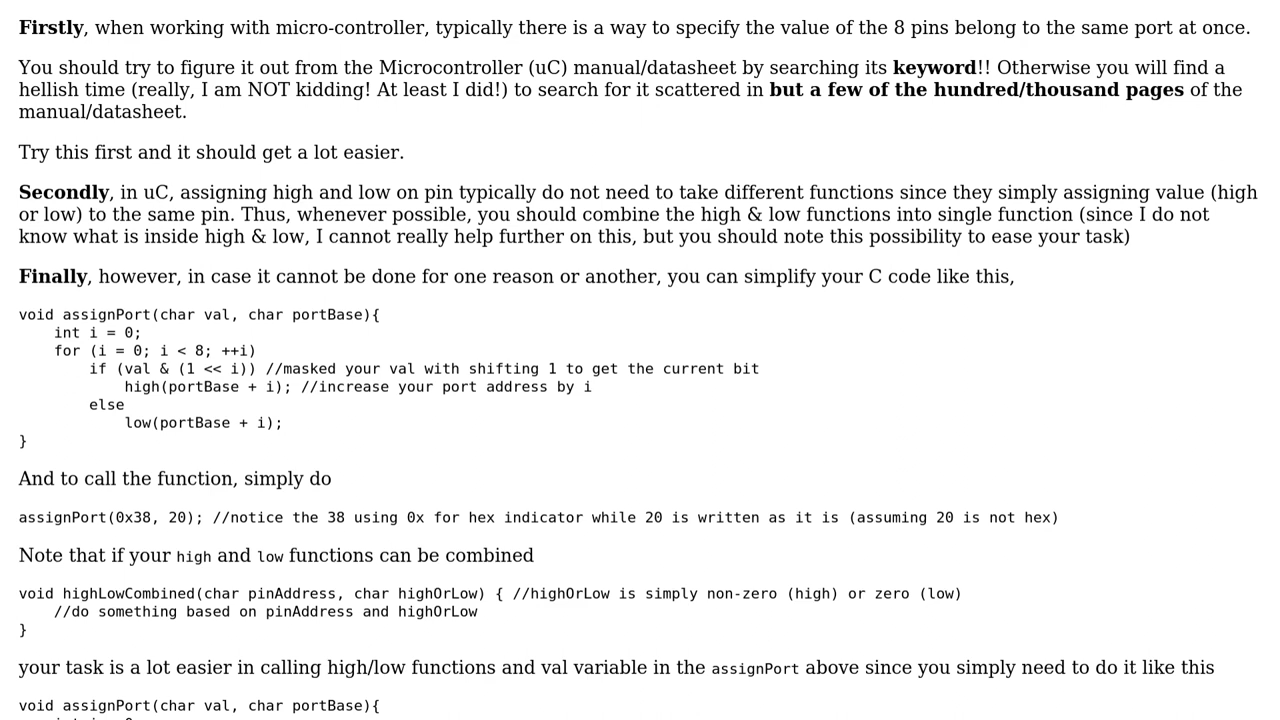 Firstly, when working with micro-controller, typically there is a way to specify the value of the 8 pins belong to the same port at once.
You should try to figure it out from the Microcontroller (uC) manual/datasheet by searching its keyword!! Otherwise you will find a
hellish time (really, I am NOT kidding! At least I did!) to search for it scattered in but a few of the hundred/thousand pages of the
manual/datasheet.
Try this first and it should get a lot easier.
Secondly, in uC, assigning high and low on pin typically do not need to take different functions since they simply assigning value (high
or low) to the same pin. Thus, whenever possible, you should combine the high & low functions into single function (since I do not
know what is inside high & low, I cannot really help further on this, but you should note this possibility to ease your task)
Finally, however, in case it cannot be done for one reason or another, you can simplify your C code like this,
void assignPort(char val, char portBase){
    int i = 0;
    for (i = 0; i < 8; ++i)
        if (val & (1 << i)) //masked your val with shifting 1 to get the current bit
            high(portBase + i); //increase your port address by i
        else
            low(portBase + i);
}
And to call the function, simply do
assignPort(0x38, 20); //notice the 38 using 0x for hex indicator while 20 is written as it is (assuming 20 is not hex)
Note that if your high and low functions can be combined
void highLowCombined(char pinAddress, char highOrLow) { //highOrLow is simply non-zero (high) or zero (low)
    //do something based on pinAddress and highOrLow
}
your task is a lot easier in calling high/low functions and val variable in the assignPort above since you simply need to do it like this
void assignPort(char val, char portBase){